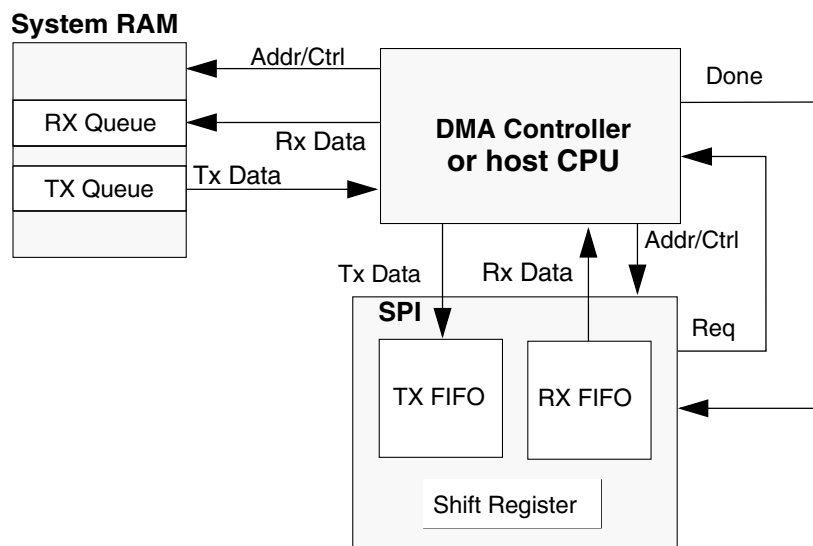 System RAM
Addr/Ctrl
Done
RX Queue
Rx Data
DMA Controller
or host CPU
TX Queue
Tx Data
Addr/Ctrl
Tx Data
Rx Data
SPI
Req
TX FIFO
RX FIFO
Shift Register